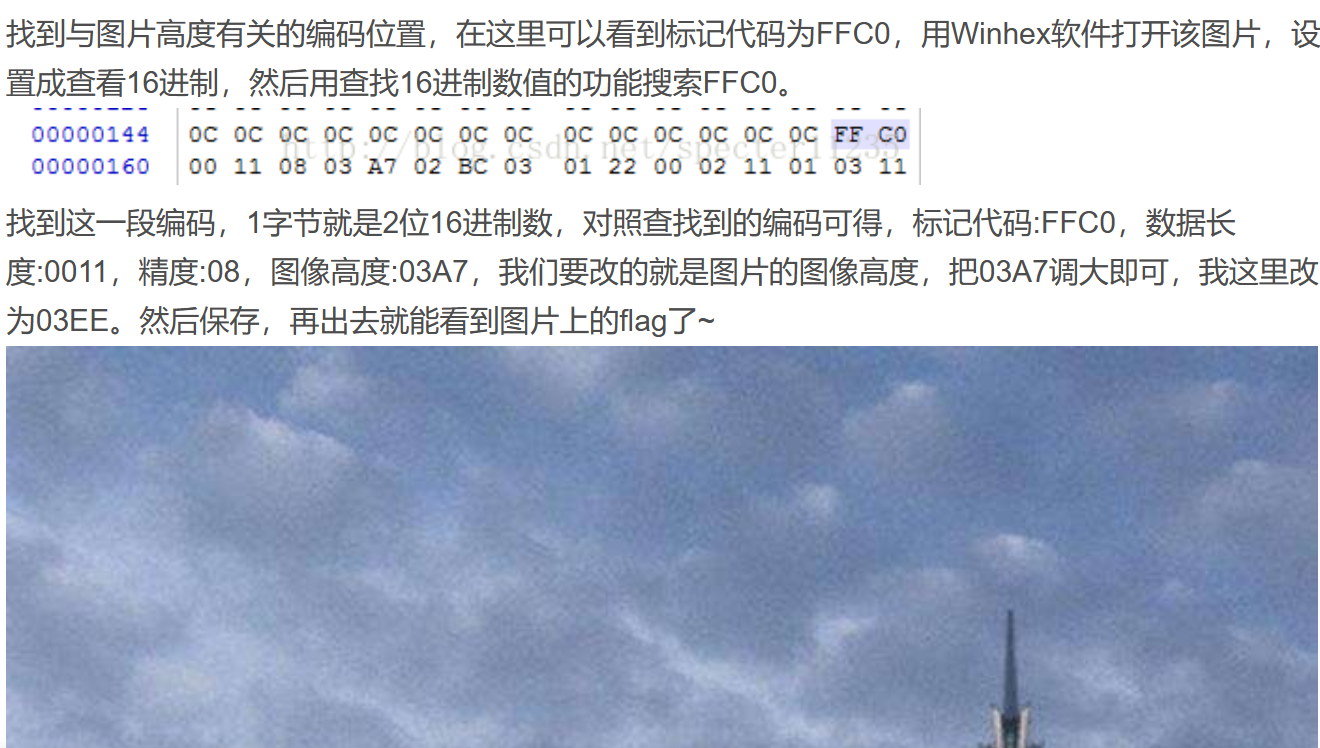 找到与图片高度有关的编码位置，在这里可以看到标记代码为FFC0，用Winhex软件打开该图片，设
置成查看16进制，然后用查找16进制数值的功能搜索FFC0。
00000144 0C 0C 0C 0C 0C 0C 0C 0C 0C 0C 0C 0C 0C 0C FF C0
00000160 00 11 08 03 A7 02 BC 03 01 22 00 02 11 01 03 11
找到这一段编码，1字节就是2位16进制数，对照查找到的编码可得，标记代码:FFC0，数据长
度:0011，精度:08，图像高度:03A7，我们要改的就是图片的图像高度，把03A7调大即可，我这里改
为03EE。然后保存，再出去就能看到图片上的flag了~